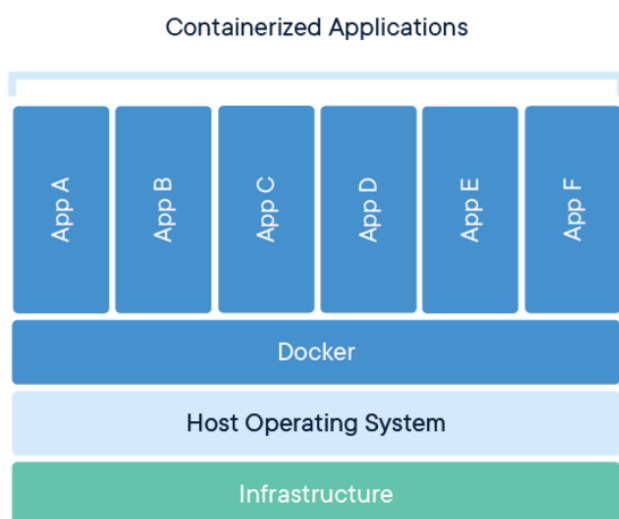 Containerized Applications
App A
App B
App C
App D
App E
App F
Docker
Host Operating System
Infrastructure